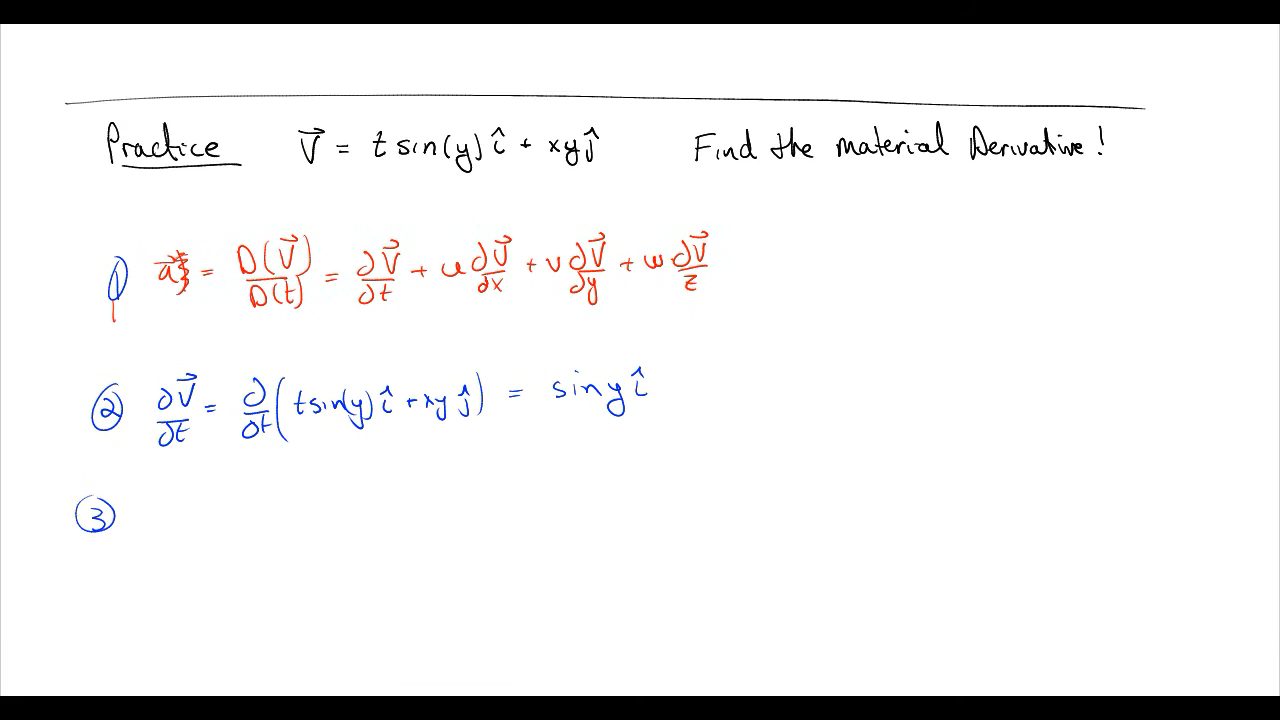 Practice V⃗ = t sin(y) î + xy ĵ Find the material Derivative!
① a⃗ = D(V⃗)/D(t) = ∂V⃗/∂t + u ∂V⃗/∂x + v ∂V⃗/∂y + w ∂V⃗/z
② ∂V⃗/∂t = ∂/∂t (t sin(y) î + xy ĵ) = sin y î
③